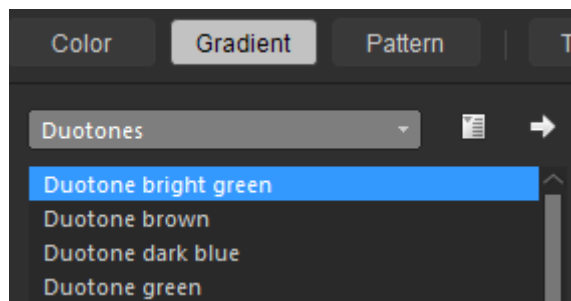 Color Gradient Pattern T
Duotones
Duotone bright green
Duotone brown
Duotone dark blue
Duotone green